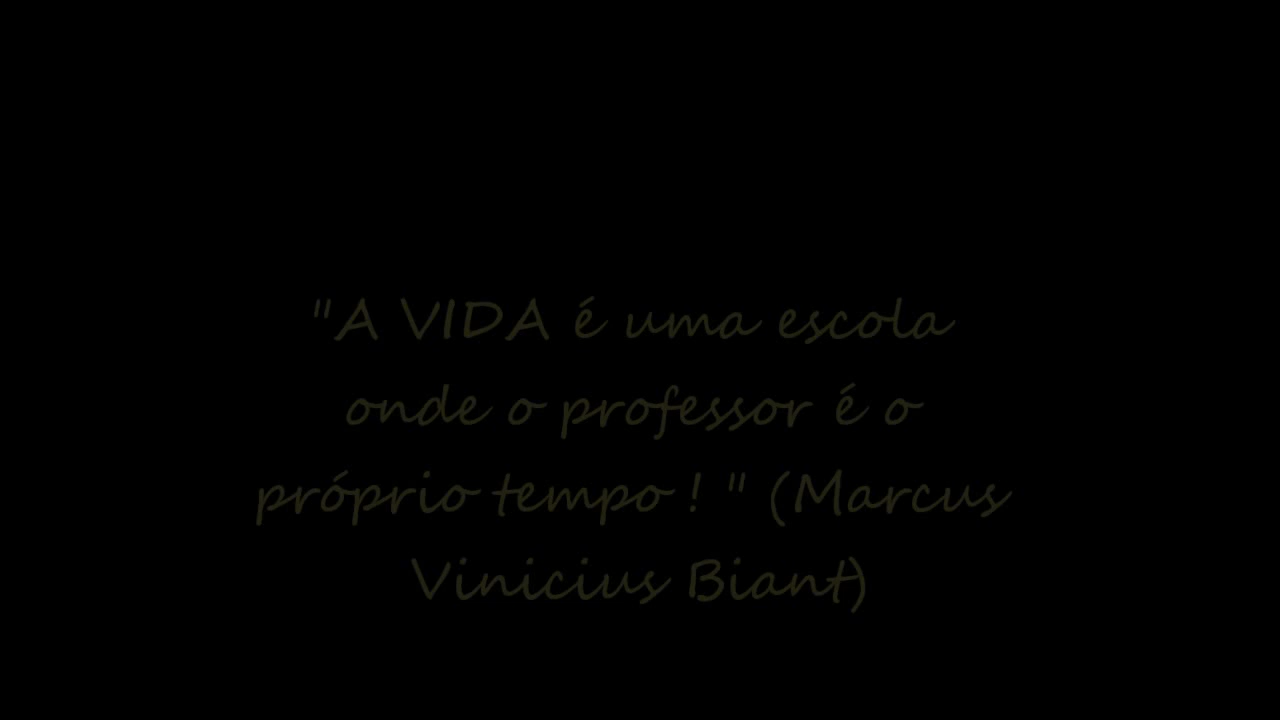 "A VIDA é uma escola
onde o professor é o
próprio tempo ! " (Marcus
Vinicius Biant)